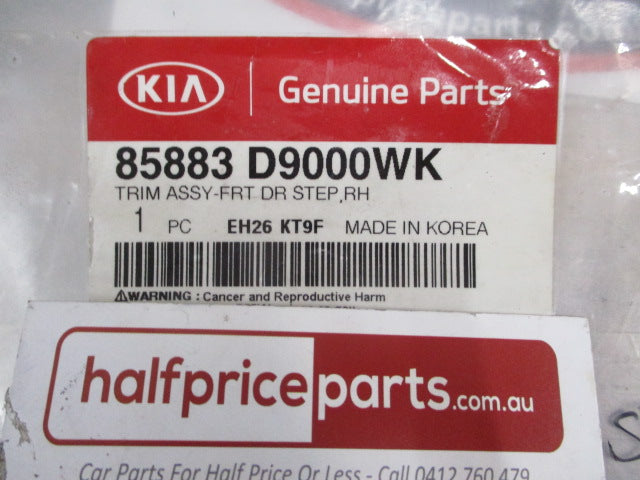 KIA Genuine Parts
85883 D9000WK
TRIM ASSY-FRT DR STEP,RH
1 PC EH26 KT9F MADE IN KOREA
WARNING : Cancer and Reproductive Harm
halfpriceparts.com.au
Car Parts For Half Price Or Less - Call 0412 760 479